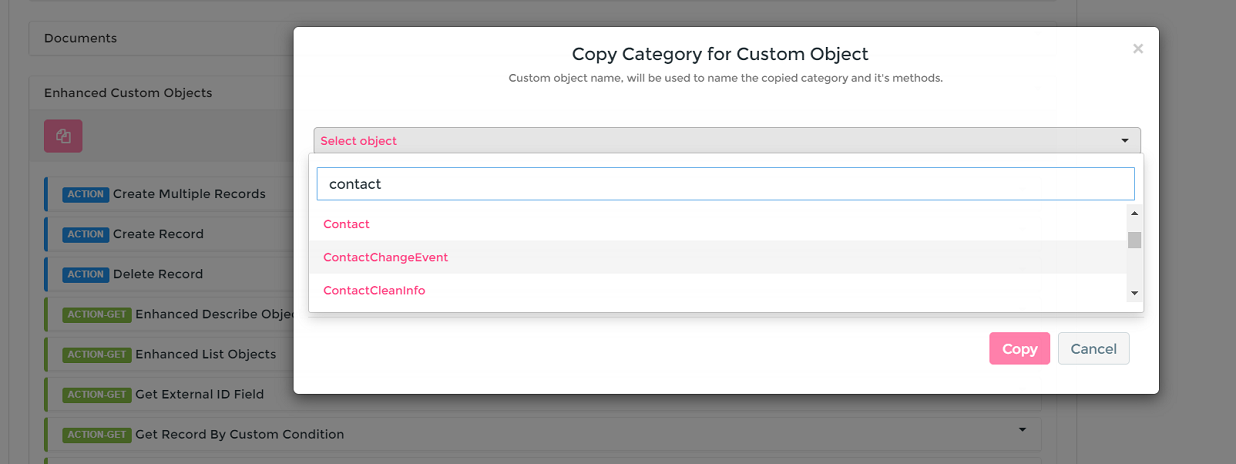 Documents
Enhanced Custom Objects
ACTION Create Multiple Records
ACTION Create Record
ACTION Delete Record
ACTION-GET Enhanced Describe Objec
ACTION-GET Enhanced List Objects
ACTION-GET Get External ID Field
ACTION-GET Get Record By Custom Condition
Copy Category for Custom Object
×
Custom object name, will be used to name the copied category and it's methods.
Select object
contact
Contact
ContactChangeEvent
ContactCleanInfo
Copy
Cancel